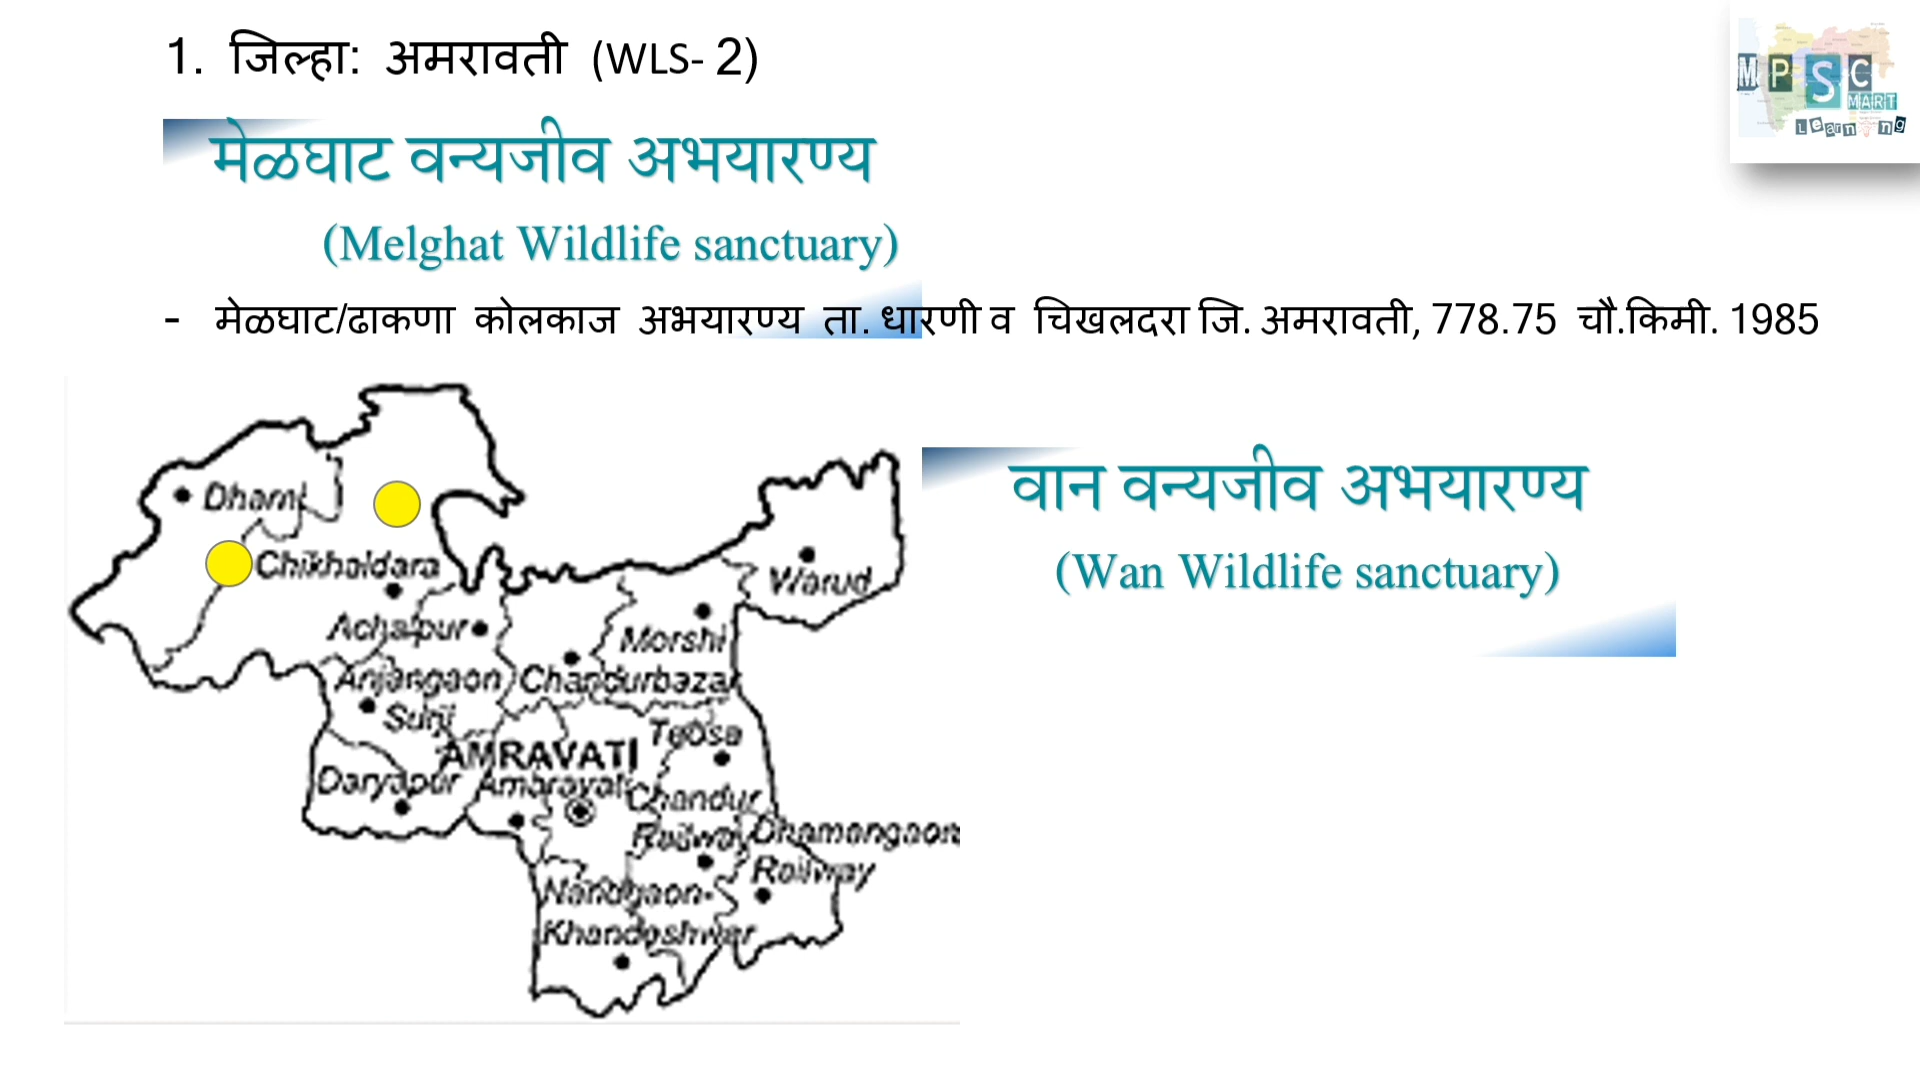 1. जिल्हा: अमरावती (WLS- 2)
MPSC
MART
Learning
मेळघाट वन्यजीव अभयारण्य
(Melghat Wildlife sanctuary)
- मेळघाट/ढाकणा कोलकाज अभयारण्य ता. धारणी व चिखलदरा जि. अमरावती, 778.75 चौ.किमी. 1985
वान वन्यजीव अभयारण्य
(Wan Wildlife sanctuary)
Dharni
Chikhaldara
Warud
Achalpur
Morshi
Anjangaon
Chandurbazar
Surji
Teosa
AMRAVATI
Daryapur
Ambravati
Chandur
Railway
Dhamangaon
Railway
Nandgaon-
Khandeshwer